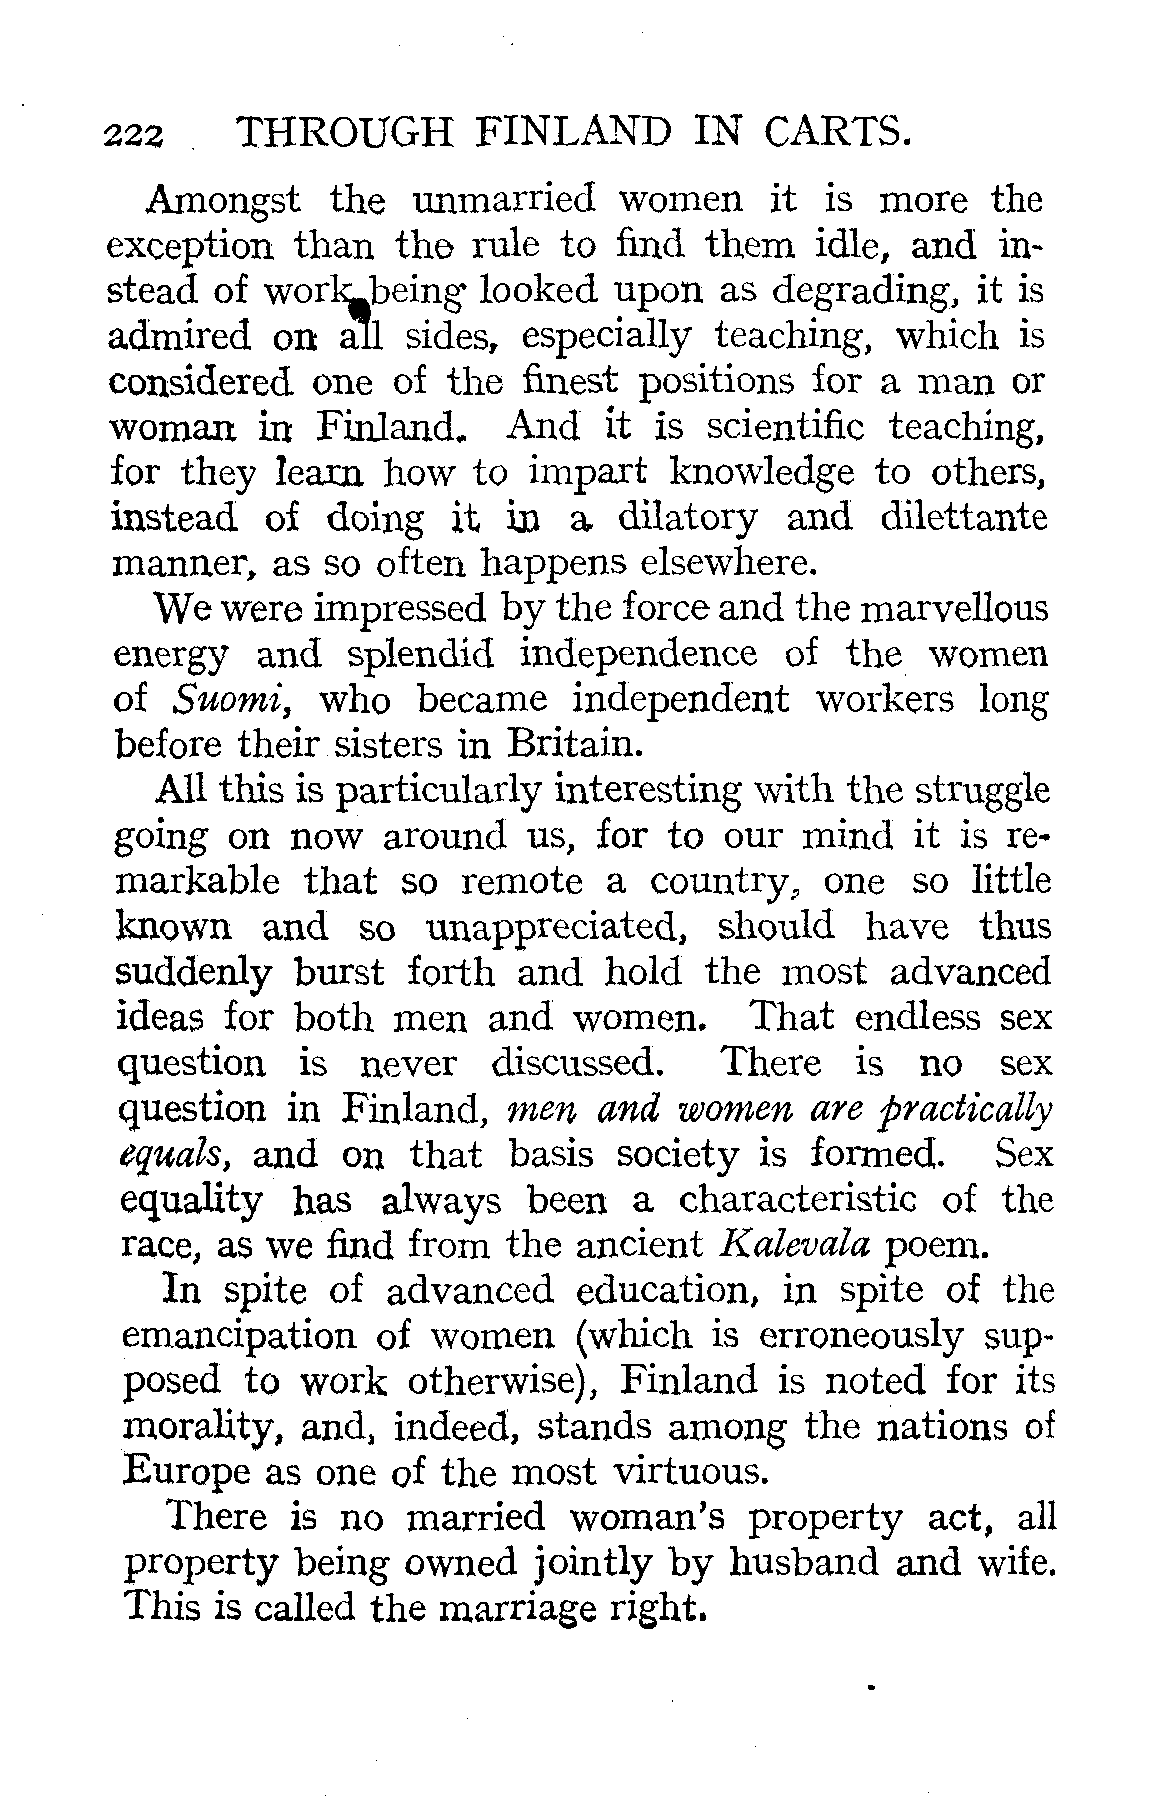 222 THROUGH FINLAND IN CARTS.
Amongst the unmarried women it is more the
exception than the rule to find them idle, and in-
stead of work being looked upon as degrading, it is
admired on all sides, especially teaching, which is
considered one of the finest positions for a man or
woman in Finland. And it is scientific teaching,
for they learn how to impart knowledge to others,
instead of doing it in a dilatory and dilettante
manner, as so often happens elsewhere.
We were impressed by the force and the marvellous
energy and splendid independence of the women
of Suomi, who became independent workers long
before their sisters in Britain.
All this is particularly interesting with the struggle
going on now around us, for to our mind it is re-
markable that so remote a country, one so little
known and so unappreciated, should have thus
suddenly burst forth and hold the most advanced
ideas for both men and women. That endless sex
question is never discussed. There is no sex
question in Finland, men and women are practically
equals, and on that basis society is formed. Sex
equality has always been a characteristic of the
race, as we find from the ancient Kalevala poem.
In spite of advanced education, in spite of the
emancipation of women (which is erroneously sup-
posed to work otherwise), Finland is noted for its
morality, and, indeed, stands among the nations of
Europe as one of the most virtuous.
There is no married woman's property act, all
property being owned jointly by husband and wife.
This is called the marriage right.